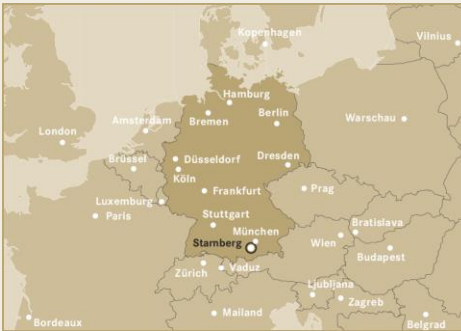 Kopenhagen
Vilnius
Hamburg
Bremen
Berlin
Amsterdam
Warschau
London
Brüssel
Düsseldorf
Dresden
Köln
Prag
Luxemburg
Frankfurt
Paris
Stuttgart
Bratislava
München
Wien
Starnberg
Budapest
Zürich
Vaduz
Ljubljana
Zagreb
Mailand
Bordeaux
Belgrad